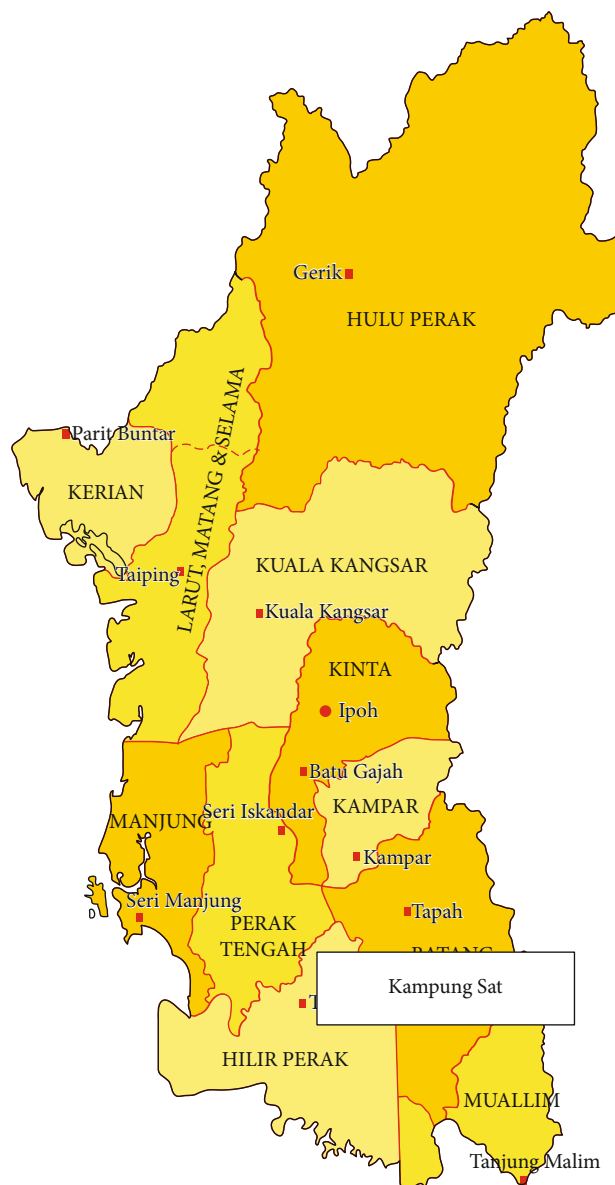 Gerik
HULU PERAK
Parit Buntar
KERIAN
LARUT, MATANG & SELAMA
KUALA KANGSAR
Taiping
Kuala Kangsar
KINTA
Ipoh
Batu Gajah
KAMPAR
Seri Iskandar
MANJUNG
Kampar
Seri Manjung
Tapah
PERAK
TENGAH
BATANG
Kampung Sat
HILIR PERAK
MUALLIM
Tanjung Malim